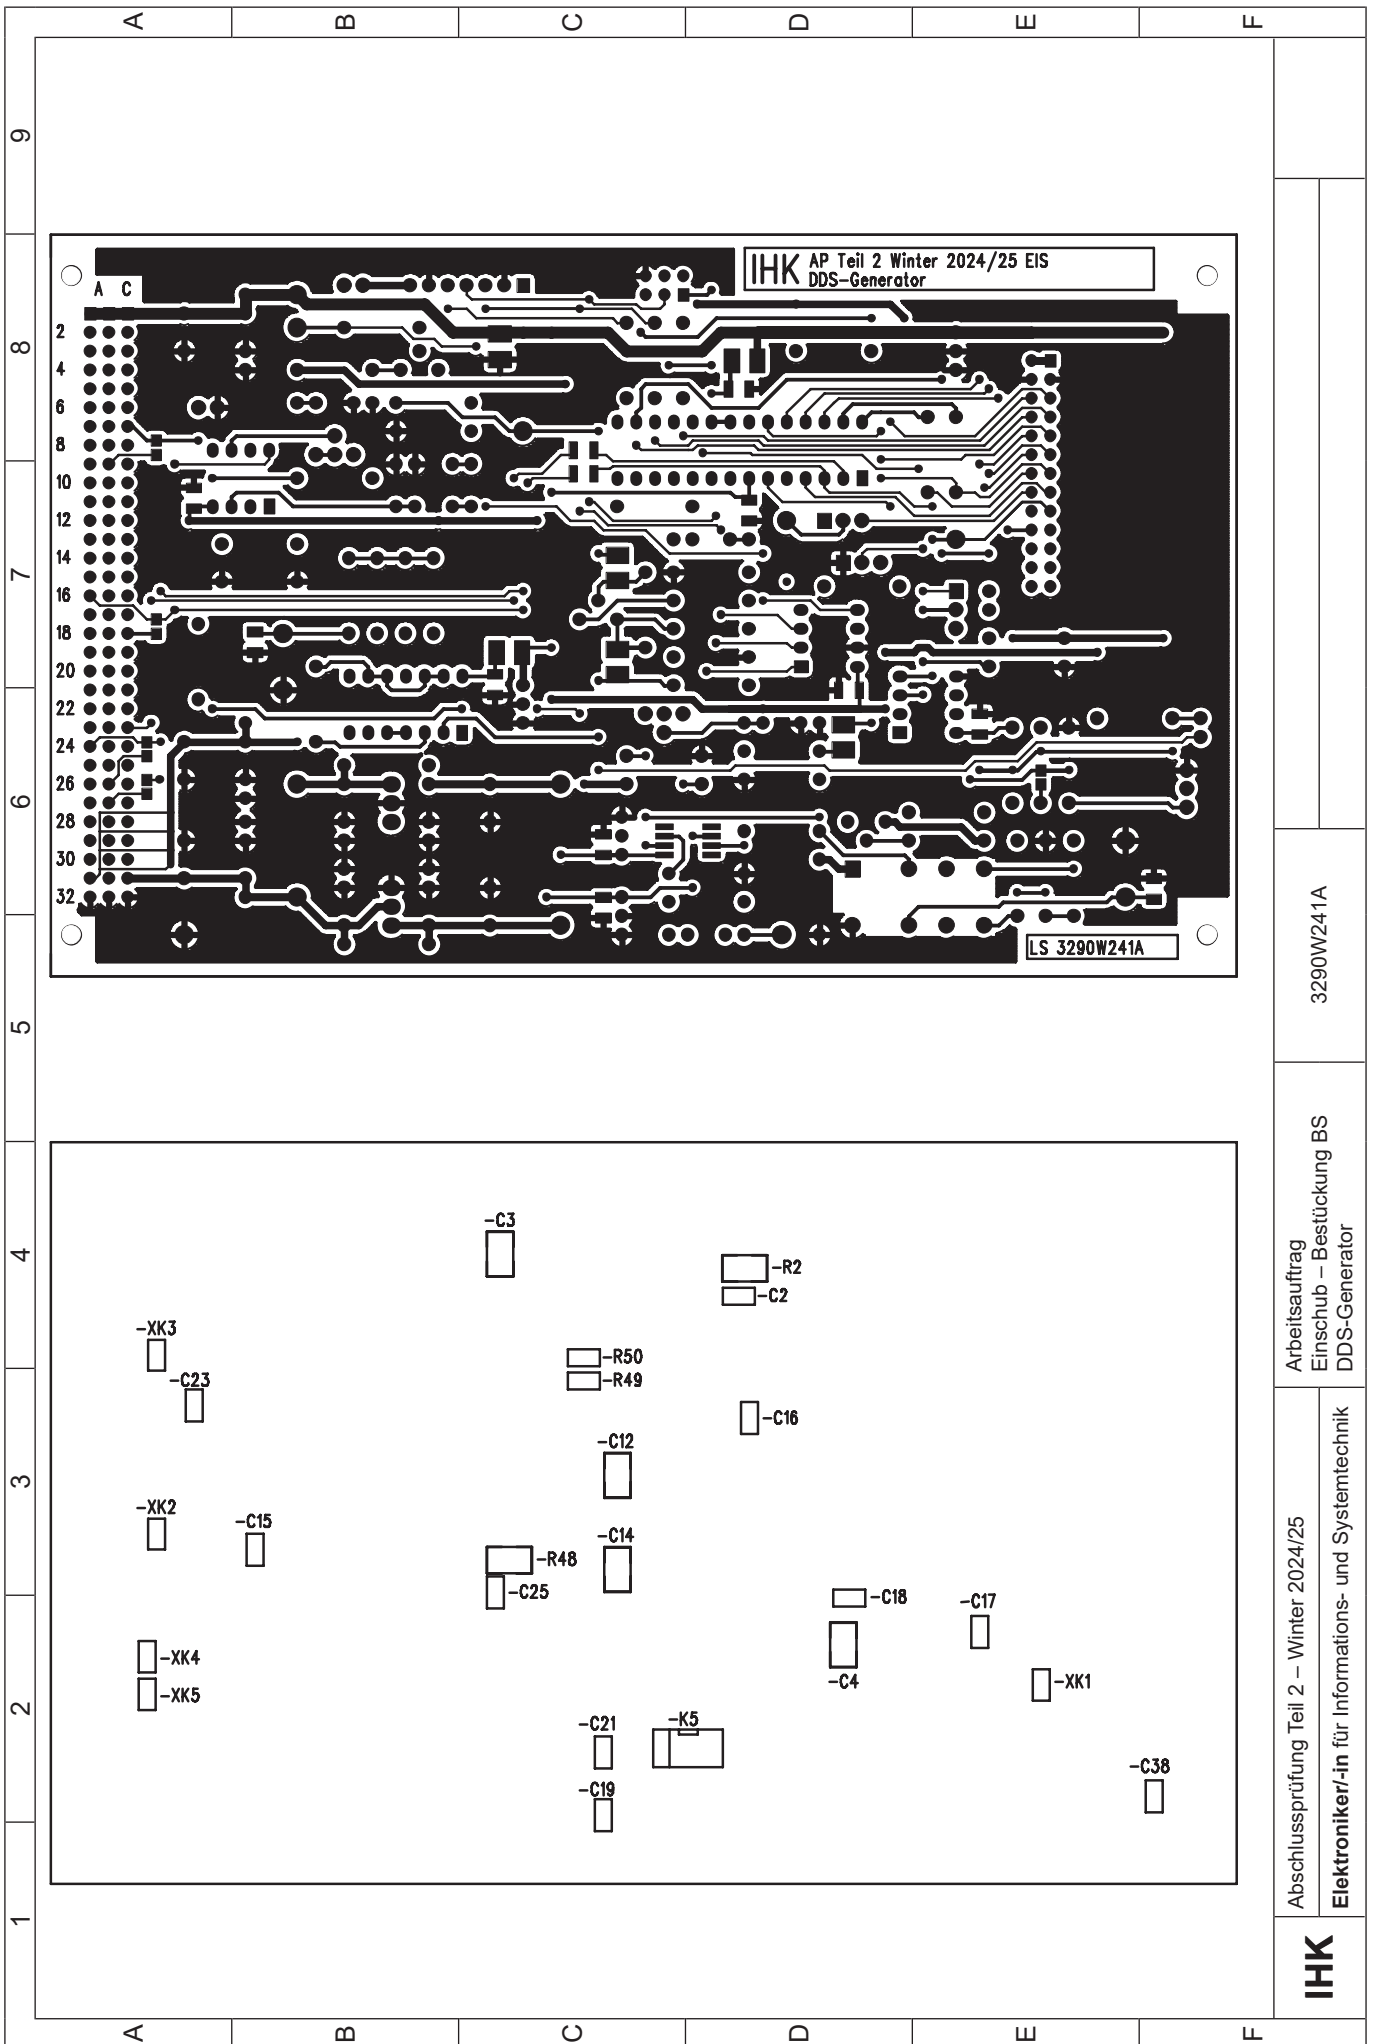 A B C D E F
9
8
7
6
5
4
3
2
1
IHK AP Teil 2 Winter 2024/25 EIS
DDS-Generator
A C
2
4
6
8
10
12
14
16
18
20
22
24
26
28
30
32
LS 3290W241A
-C3
-R2
-C2
-XK3
-R50
-C23
-R49
-C16
-C12
-XK2
-C15
-C14
-R48
-C25
-C18
-C17
-XK4
-C4
-XK1
-XK5
-C21
-K5
-C38
-C19
A B C D E F
IHK
Abschlussprüfung Teil 2 – Winter 2024/25
Elektroniker/-in für Informations- und Systemtechnik
Arbeitsauftrag
Einschub – Bestückung BS
DDS-Generator
3290W241A